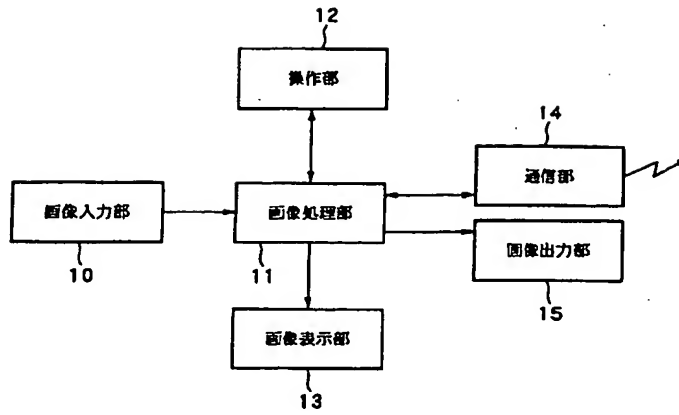 12
操作部
14
通信部
画像入力部
画像処理部
画像出力部
10
11
15
画像表示部
13